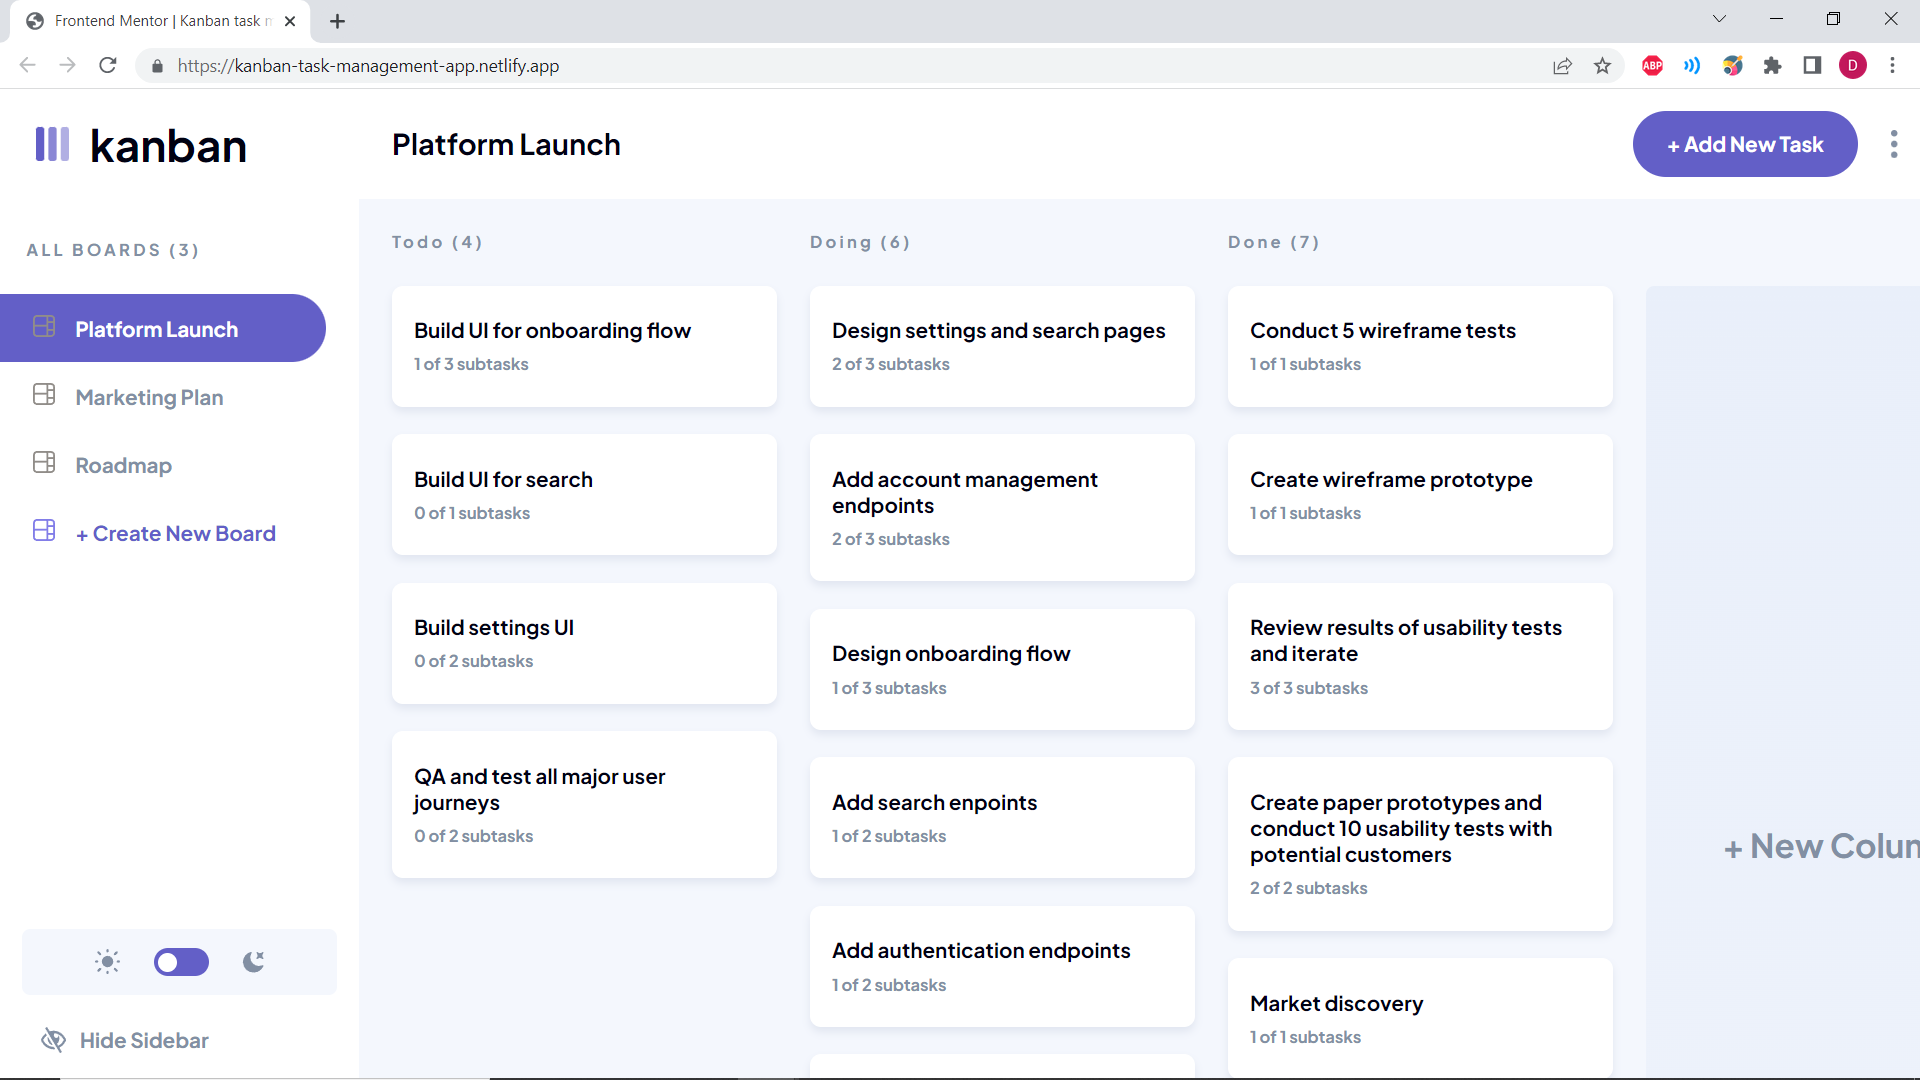 Frontend Mentor | Kanban task m
https://kanban-task-management-app.netlify.app
ABP
D
kanban
Platform Launch
+ Add New Task
ALL BOARDS (3)
Platform Launch
Marketing Plan
Roadmap
+ Create New Board
Hide Sidebar
Todo (4)
Build UI for onboarding flow
1 of 3 subtasks
Build UI for search
0 of 1 subtasks
Build settings UI
0 of 2 subtasks
QA and test all major user
journeys
0 of 2 subtasks
Doing (6)
Design settings and search pages
2 of 3 subtasks
Add account management
endpoints
2 of 3 subtasks
Design onboarding flow
1 of 3 subtasks
Add search enpoints
1 of 2 subtasks
Add authentication endpoints
1 of 2 subtasks
Done (7)
Conduct 5 wireframe tests
1 of 1 subtasks
Create wireframe prototype
1 of 1 subtasks
Review results of usability tests
and iterate
3 of 3 subtasks
Create paper prototypes and
conduct 10 usability tests with
potential customers
2 of 2 subtasks
Market discovery
1 of 1 subtasks
+ New Colum